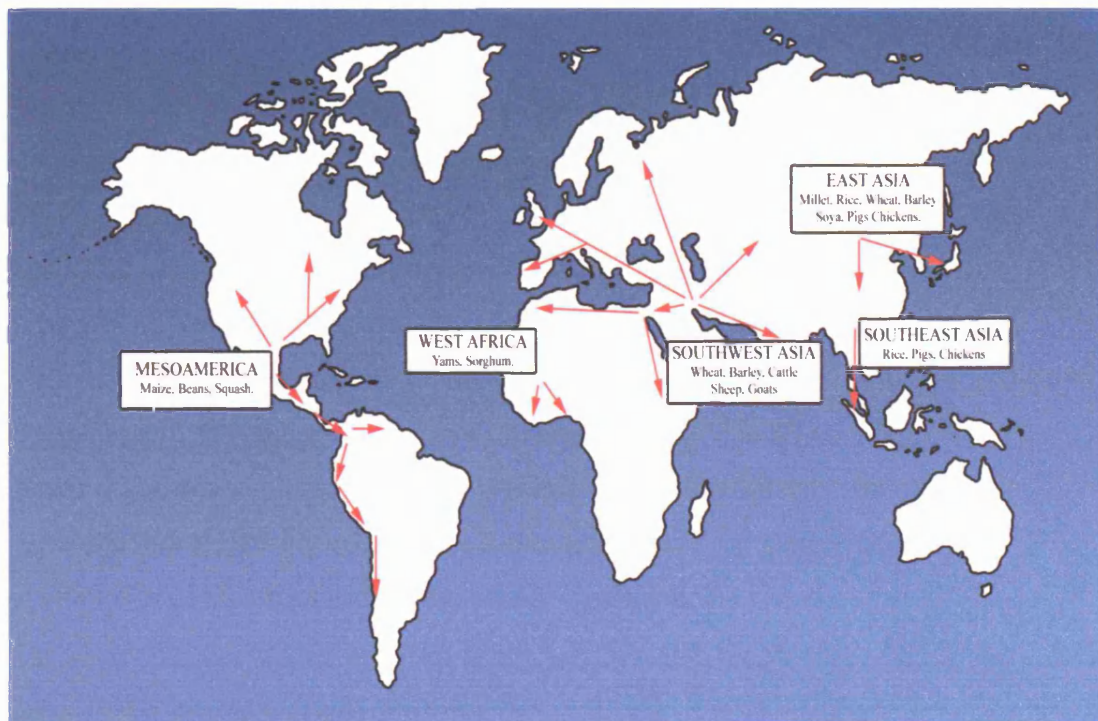 EAST ASIA
Millet, Rice, Wheat, Barley
Soya, Pigs Chickens.
WEST AFRICA
Yams, Sorghum,
SOUTHWEST ASIA
Wheat, Barley, Cattle
Sheep, Goats
SOUTHEAST ASIA
Rice, Pigs, Chickens
MESOAMERICA
Maize, Beans, Squash,